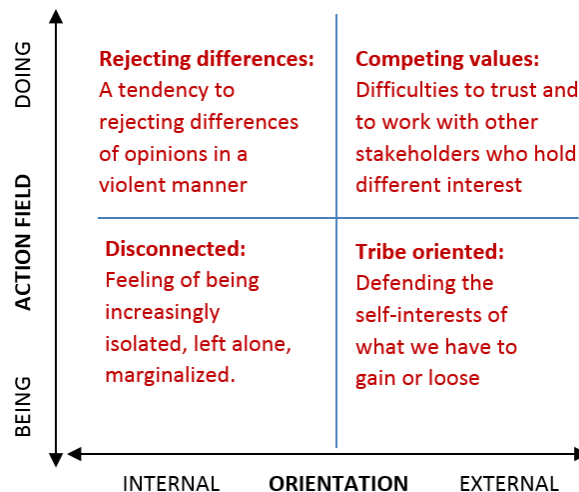 DOING
ACTION FIELD
BEING
Rejecting differences:
A tendency to
rejecting differences
of opinions in a
violent manner
Competing values:
Difficulties to trust and
to work with other
stakeholders who hold
different interest
Disconnected:
Feeling of being
increasingly
isolated, left alone,
marginalized.
Tribe oriented:
Defending the
self-interests of
what we have to
gain or loose
INTERNAL ORIENTATION EXTERNAL